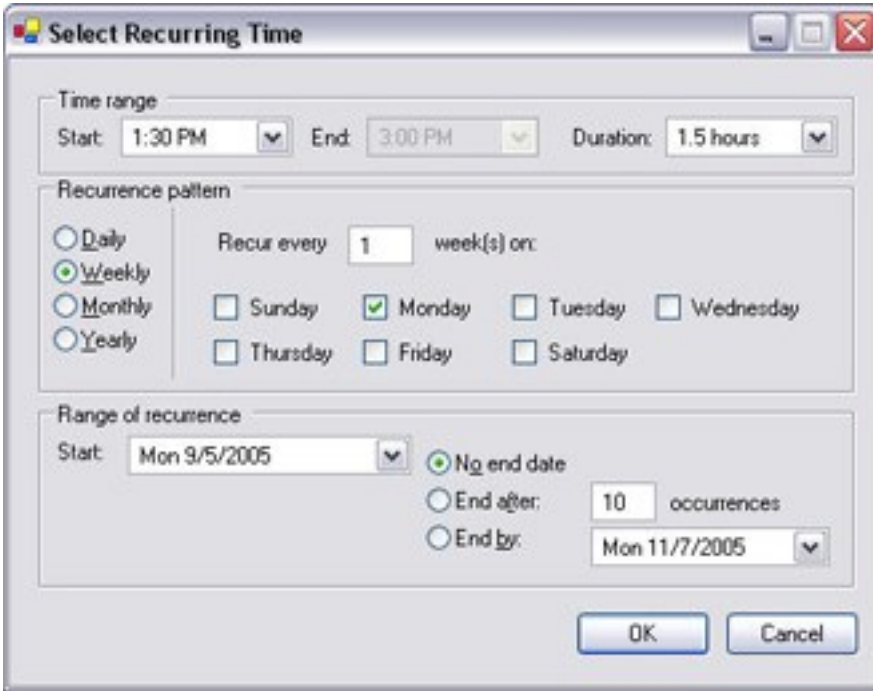 Select Recurring Time
Time range
Start: 1:30 PM End: 3:00 PM Duration: 1.5 hours
Recurrence pattern
Daily
Weekly
Monthly
Yearly
Recur every 1 week(s) on:
Sunday Monday Tuesday Wednesday
Thursday Friday Saturday
Range of recurrence
Start: Mon 9/5/2005
No end date
End after: 10 occurrences
End by: Mon 11/7/2005
OK Cancel